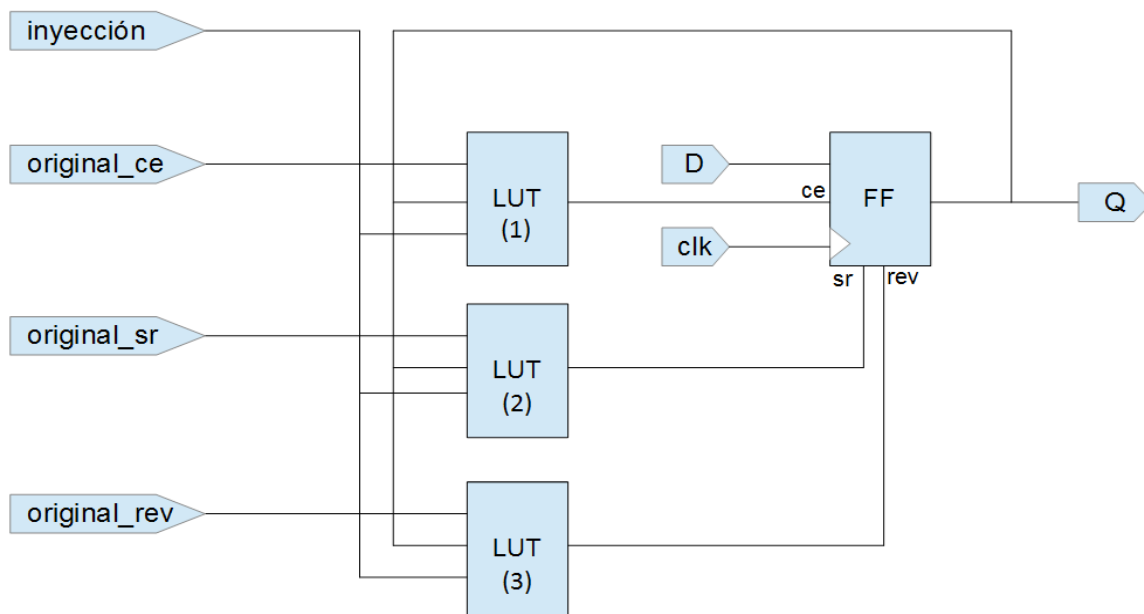 inyección
original_ce
LUT
(1)
D
ce
FF
Q
clk
sr
rev
original_sr
LUT
(2)
original_rev
LUT
(3)